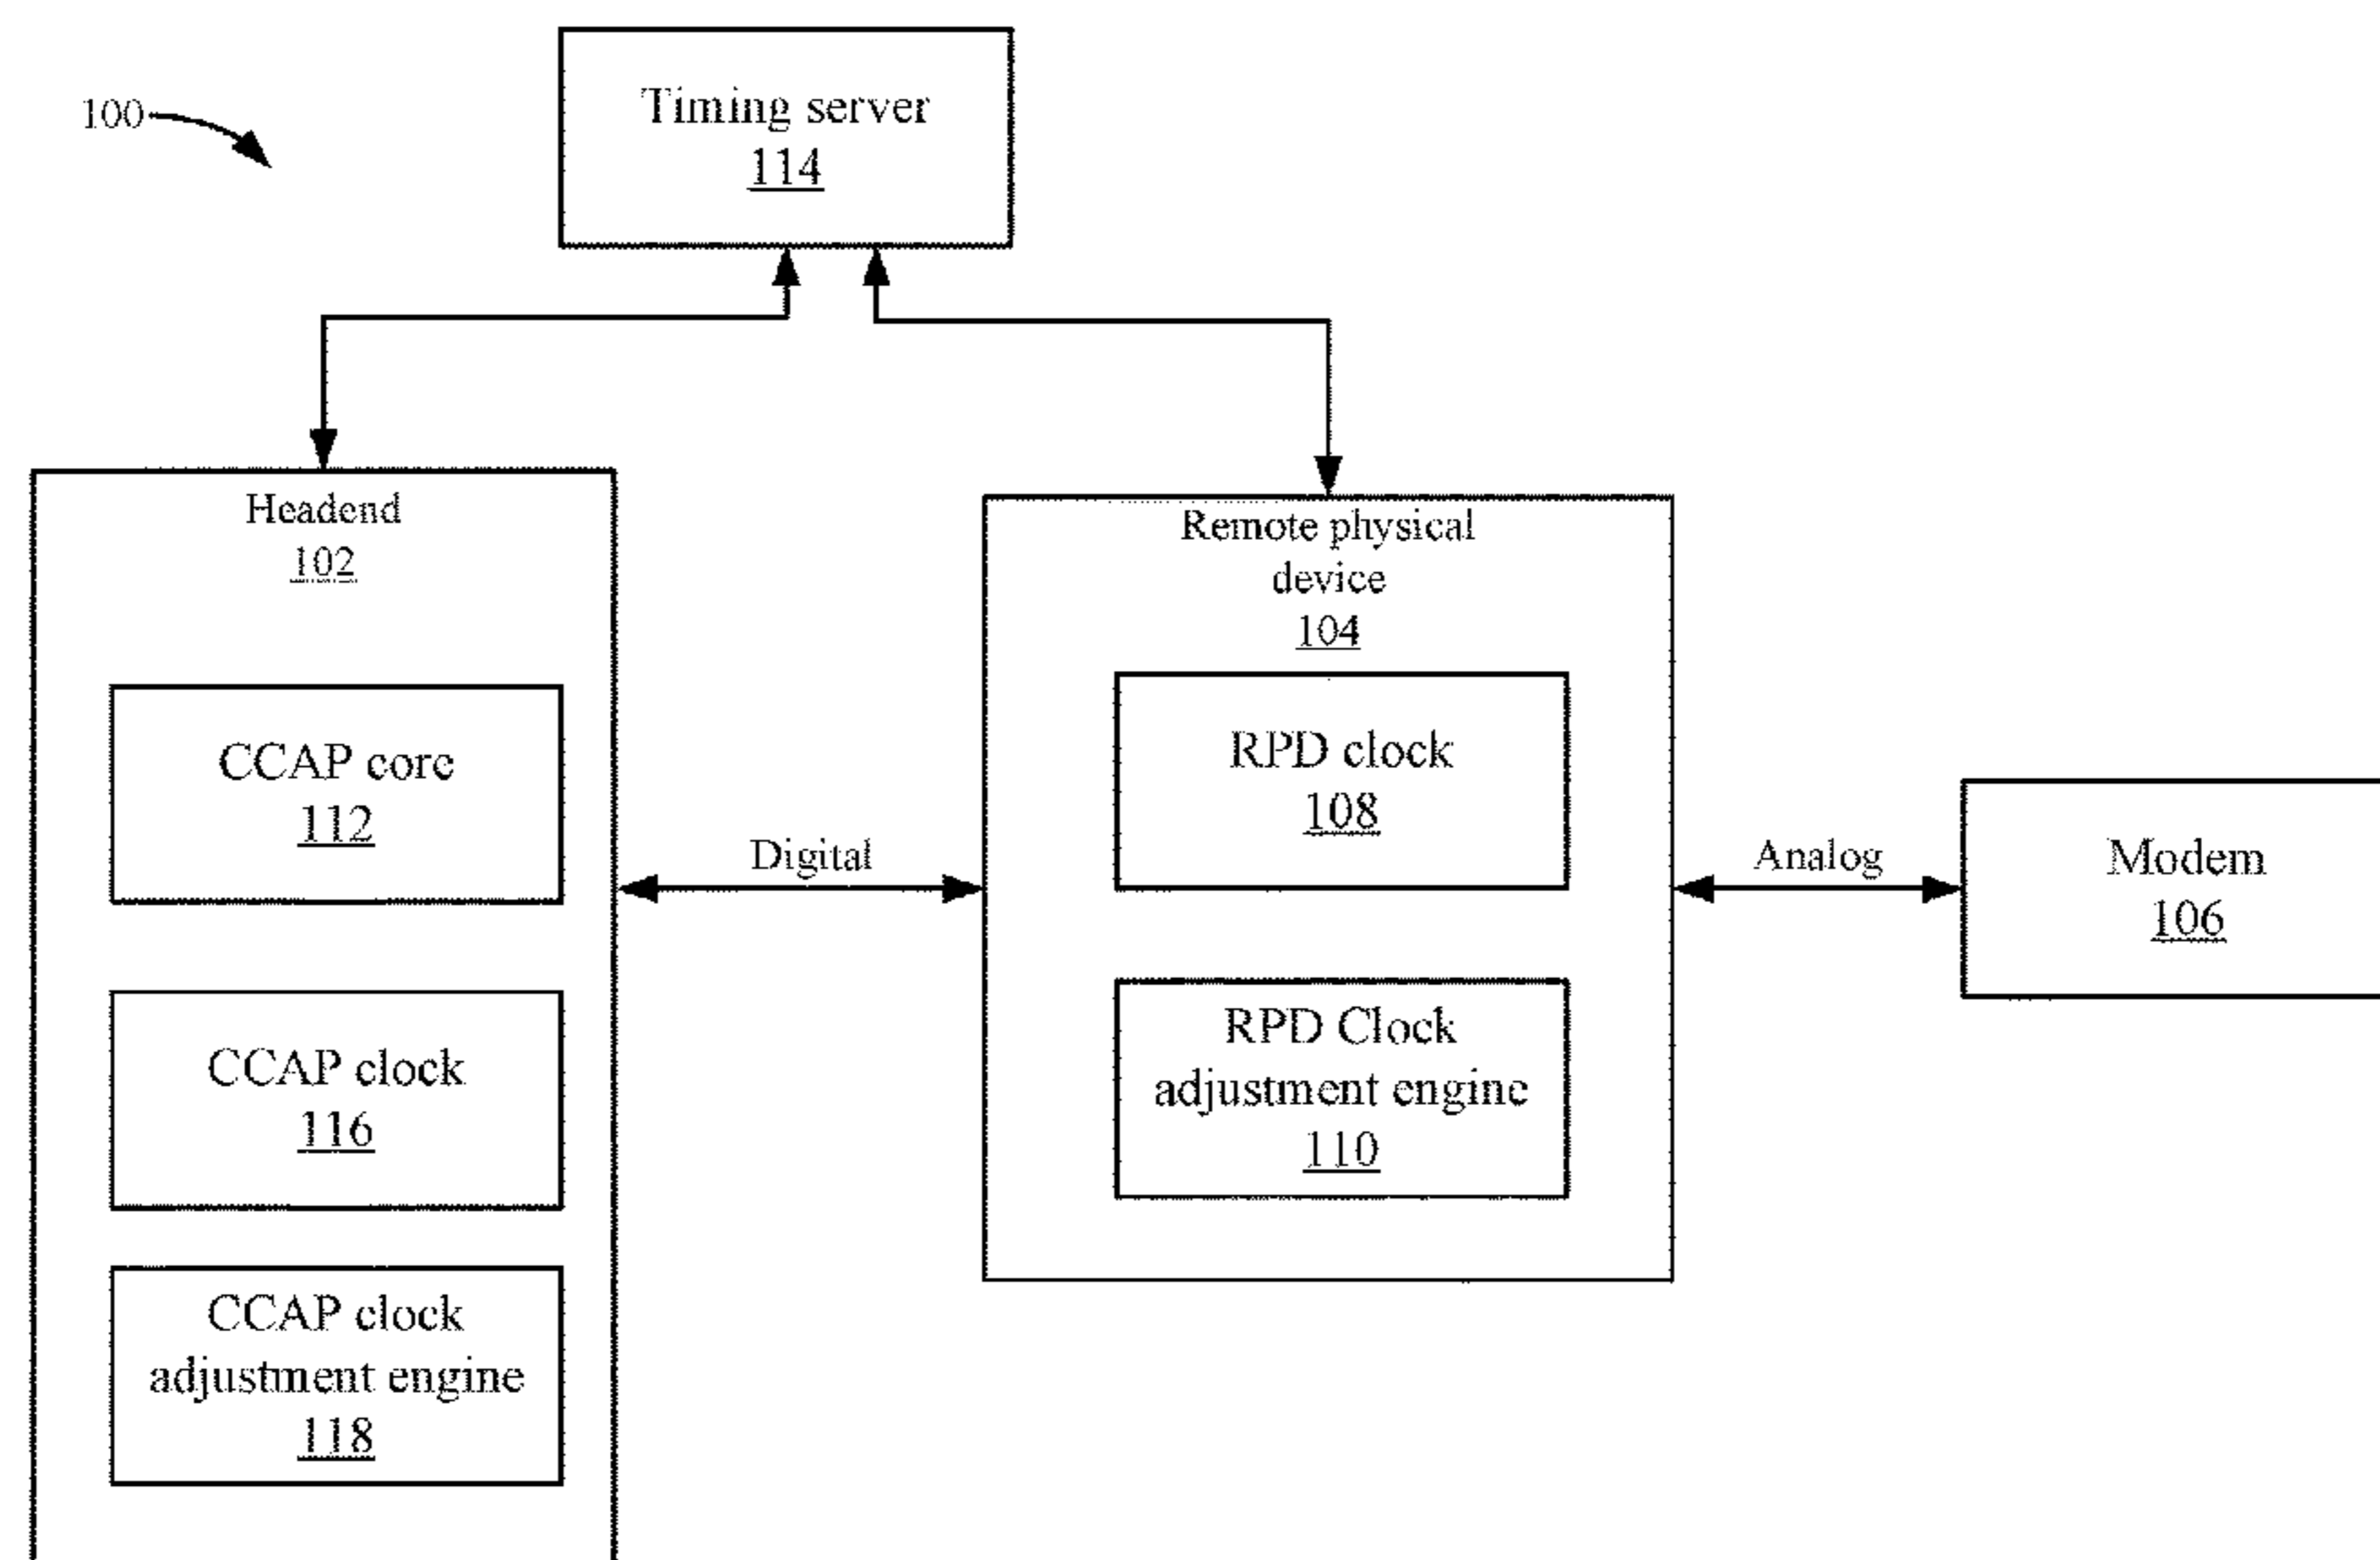 100
Timing server
114
Headend
102
CCAP core
112
CCAP clock
116
CCAP clock
adjustment engine
118
Digital
Remote physical
device
104
RPD clock
108
RPD Clock
adjustment engine
110
Analog
Modem
106